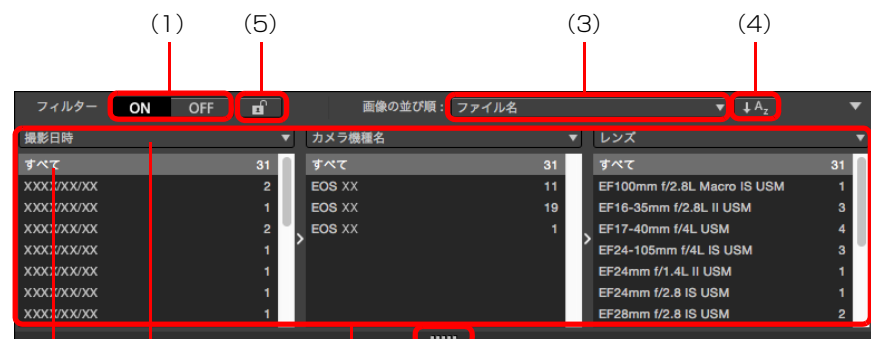 (1) (5) (3) (4)
フィルター ON OFF 画像の並び順： ファイル名 ↓Az
撮影日時 カメラ機種名 レンズ
すべて 31 すべて 31 すべて 31
XXXX/XX/XX 2 EOS XX 11 EF100mm f/2.8L Macro IS USM 1
XXXX/XX/XX 1 EOS XX 19 EF16-35mm f/2.8L II USM 3
XXXX/XX/XX 2 EOS XX 1 EF17-40mm f/4L USM 4
XXXX/XX/XX 1 EF24-105mm f/4L IS USM 3
XXXX/XX/XX 1 EF24mm f/1.4L II USM 1
XXXX/XX/XX 1 EF24mm f/2.8 IS USM 1
XXXX/XX/XX 1 EF28mm f/2.8 IS USM 2